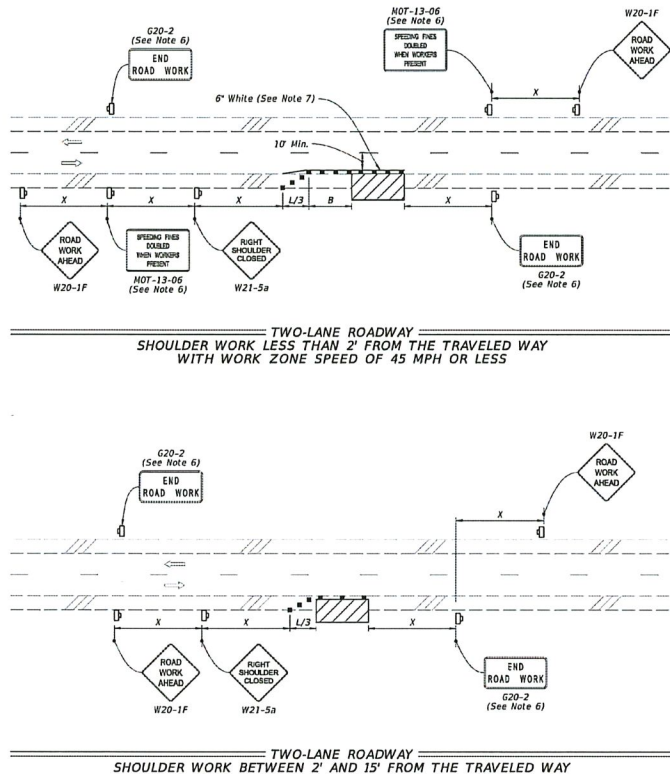 G20-2
(See Note 6)
END
ROAD WORK
MOT-13-06
(See Note 6)
SPEEDING FINES
DOUBLED
WHEN WORKERS
PRESENT
W20-1F
ROAD
WORK
AHEAD
X
6" White (See Note 7)
10' Min.
X
X
X
L/3
B
X
ROAD
WORK
AHEAD
W20-1F
SPEEDING FINES
DOUBLED
WHEN WORKERS
PRESENT
MOT-13-06
(See Note 6)
RIGHT
SHOULDER
CLOSED
W21-5a
END
ROAD WORK
G20-2
(See Note 6)
TWO-LANE ROADWAY
SHOULDER WORK LESS THAN 2' FROM THE TRAVELED WAY
WITH WORK ZONE SPEED OF 45 MPH OR LESS
G20-2
(See Note 6)
END
ROAD WORK
W20-1F
ROAD
WORK
AHEAD
X
X
X
L/3
X
ROAD
WORK
AHEAD
W20-1F
RIGHT
SHOULDER
CLOSED
W21-5a
END
ROAD WORK
G20-2
(See Note 6)
TWO-LANE ROADWAY
SHOULDER WORK BETWEEN 2' AND 15' FROM THE TRAVELED WAY